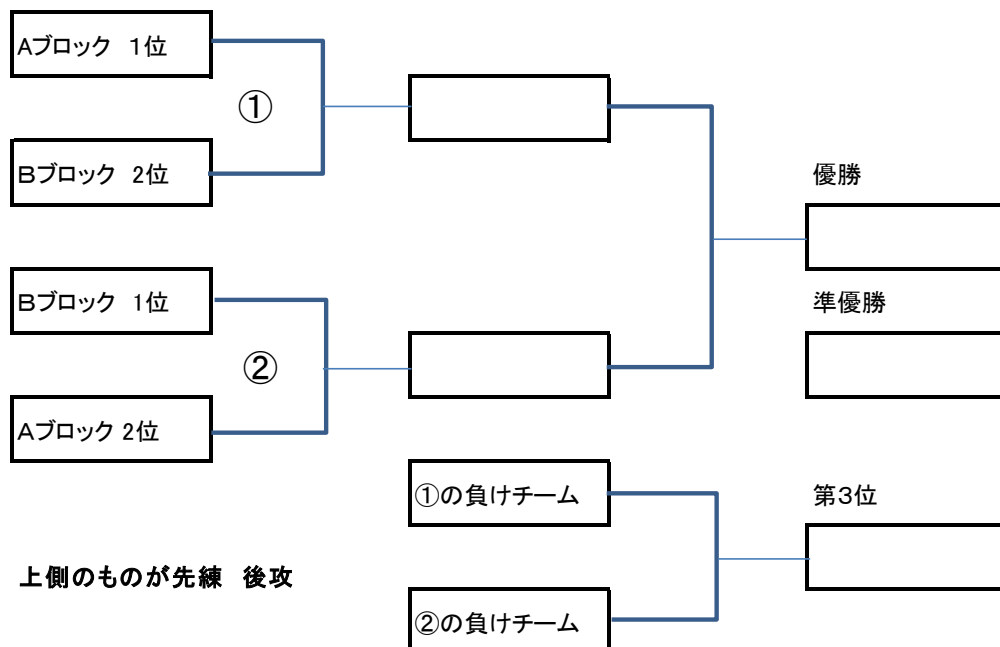 Aブロック 1位
①
Bブロック 2位
優勝
Bブロック 1位
準優勝
②
Aブロック 2位
①の負けチーム
第3位
上側のものが先練 後攻
②の負けチーム